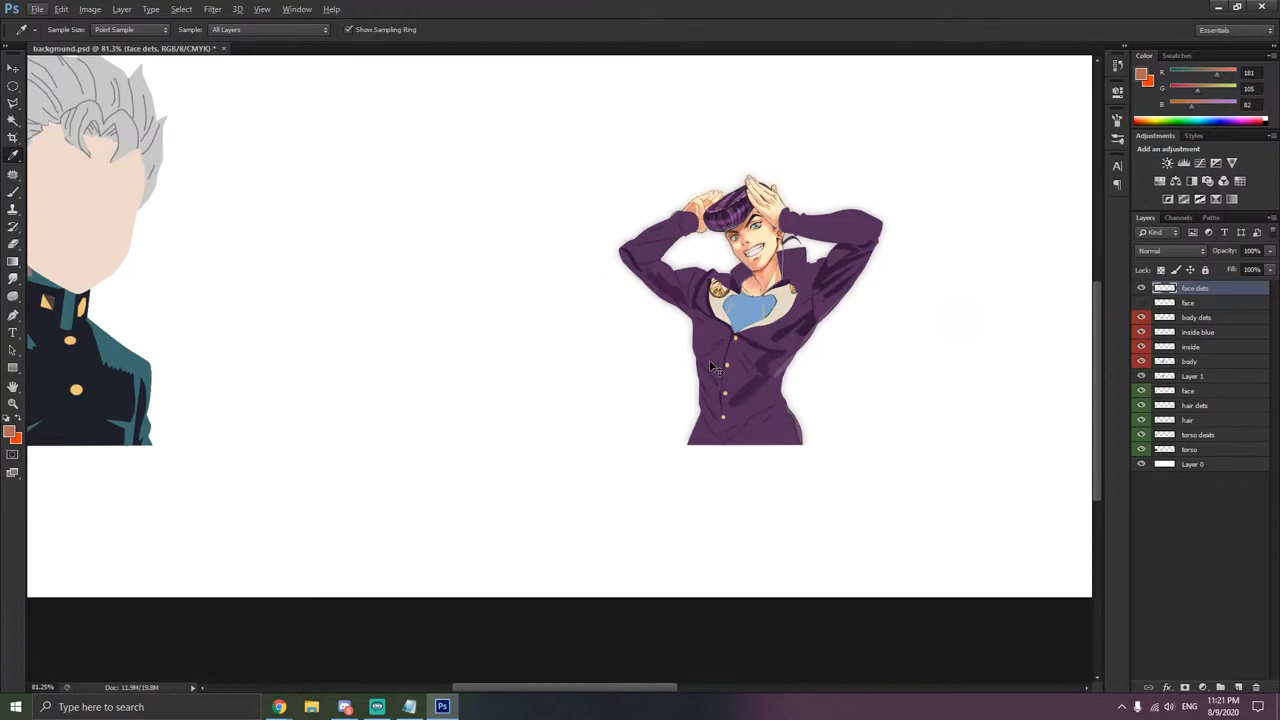 Ps File Edit Image Layer Type Select Filter 3D View Window Help
Sample Size: Point Sample Sample: All Layers Show Sampling Ring Essentials
background.psd @ 81.3% (face dets, RGB/8/CMYK) * ×
Color Swatches
R 181
G 105
B 82
Adjustments Styles
Add an adjustment
Layers Channels Paths
Kind
Normal Opacity: 100%
Lock: Fill: 100%
face dets
face
body dets
inside blue
inside
body
Layer 1
face
hair dets
hair
torso deats
torso
Layer 0
81.25% Doc: 11.9M/19.8M
Type here to search Ps ENG 11:21 PM
8/9/2020